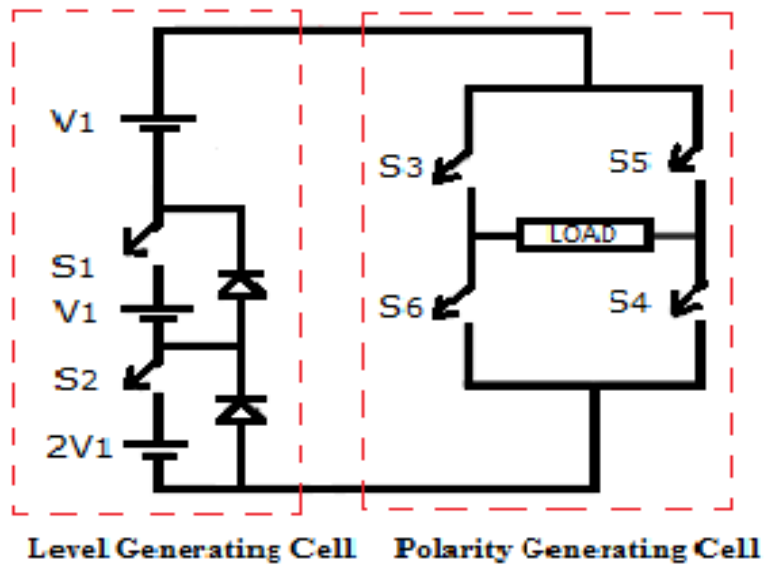 V1
S3
S5
LOAD
S1
V1
S6
S4
S2
2V1
Level Generating Cell
Polarity Generating Cell